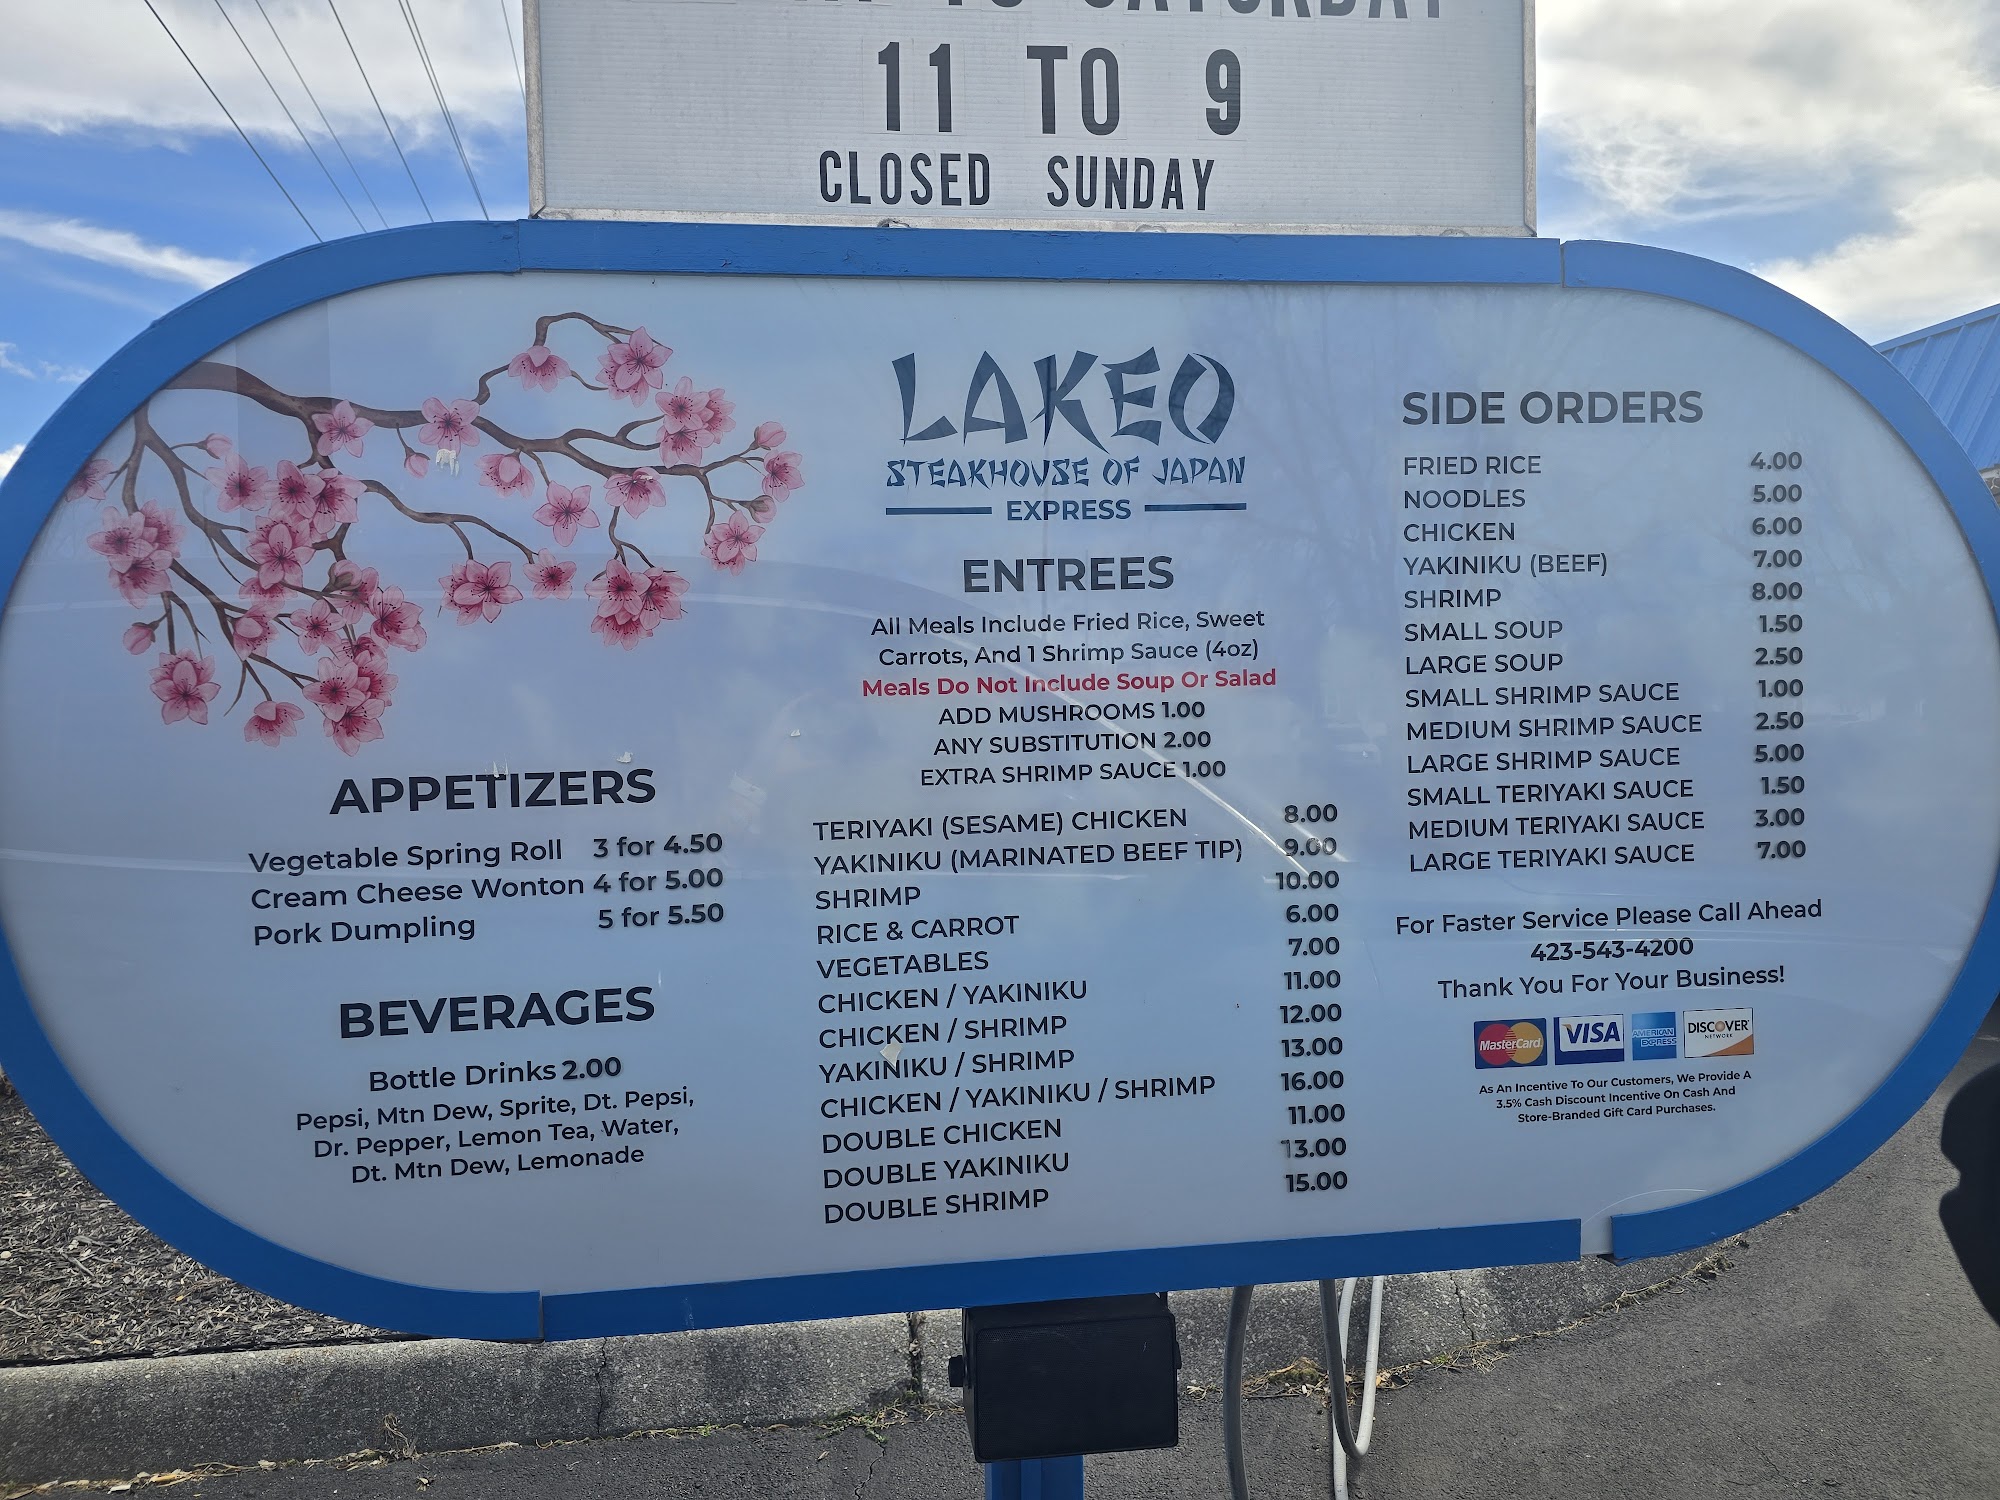 SATURDAY
11 TO 9
CLOSED SUNDAY
LAKEO
STEAKHOUSE OF JAPAN
EXPRESS
APPETIZERS
Vegetable Spring Roll 3 for 4.50
Cream Cheese Wonton 4 for 5.00
Pork Dumpling 5 for 5.50
BEVERAGES
Bottle Drinks 2.00
Pepsi, Mtn Dew, Sprite, Dt. Pepsi,
Dr. Pepper, Lemon Tea, Water,
Dt. Mtn Dew, Lemonade
ENTREES
All Meals Include Fried Rice, Sweet
Carrots, And 1 Shrimp Sauce (4oz)
Meals Do Not Include Soup Or Salad
ADD MUSHROOMS 1.00
ANY SUBSTITUTION 2.00
EXTRA SHRIMP SAUCE 1.00
TERIYAKI (SESAME) CHICKEN 8.00
YAKINIKU (MARINATED BEEF TIP) 9.00
SHRIMP 10.00
RICE & CARROT 6.00
VEGETABLES 7.00
CHICKEN / YAKINIKU 11.00
CHICKEN / SHRIMP 12.00
YAKINIKU / SHRIMP 13.00
CHICKEN / YAKINIKU / SHRIMP 16.00
DOUBLE CHICKEN 11.00
DOUBLE YAKINIKU 13.00
DOUBLE SHRIMP 15.00
SIDE ORDERS
FRIED RICE 4.00
NOODLES 5.00
CHICKEN 6.00
YAKINIKU (BEEF) 7.00
SHRIMP 8.00
SMALL SOUP 1.50
LARGE SOUP 2.50
SMALL SHRIMP SAUCE 1.00
MEDIUM SHRIMP SAUCE 2.50
LARGE SHRIMP SAUCE 5.00
SMALL TERIYAKI SAUCE 1.50
MEDIUM TERIYAKI SAUCE 3.00
LARGE TERIYAKI SAUCE 7.00
For Faster Service Please Call Ahead
423-543-4200
Thank You For Your Business!
MasterCard VISA AMERICAN EXPRESS DISCOVER NETWORK
As An Incentive To Our Customers, We Provide A
3.5% Cash Discount Incentive On Cash And
Store-Branded Gift Card Purchases.